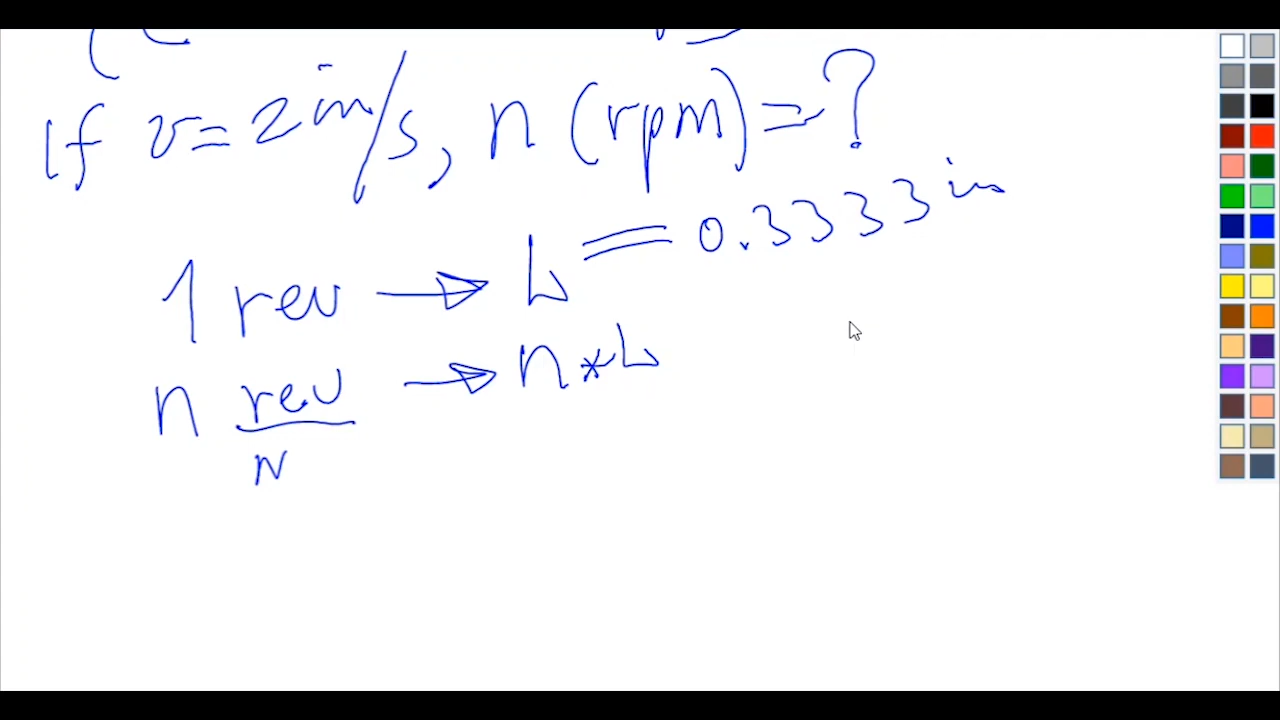 If v = 2 in/s, n (rpm) = ?
1 rev → L = 0.3333 in
n rev → n*L